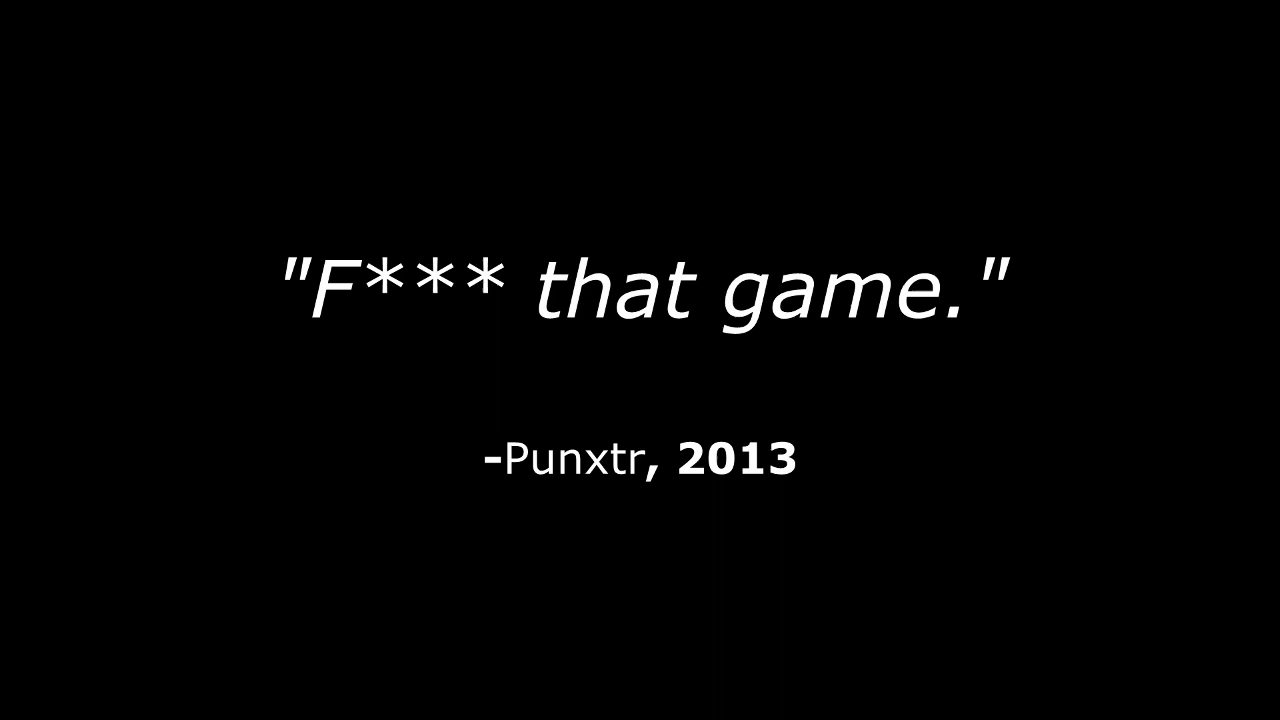 "F*** that game."
-Punxtr, 2013